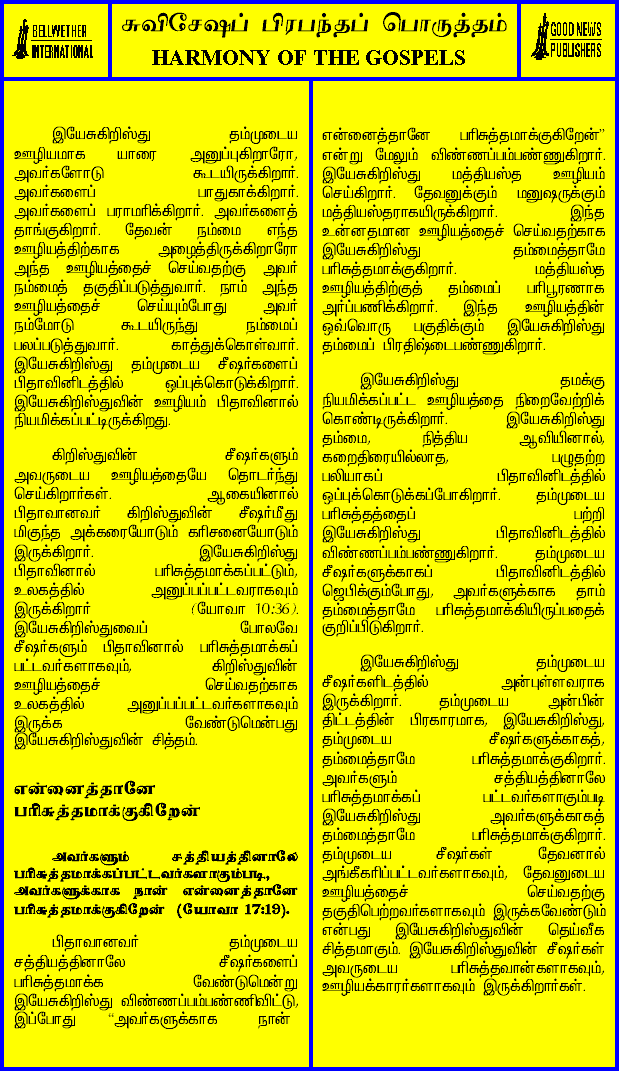 BELLWETHER
INTERNATIONAL
சுவிசேஷப் பிரபந்தப் பொருத்தம்
HARMONY OF THE GOSPELS
GOOD NEWS
PUBLISHERS
இயேசுகிறிஸ்து தம்முடைய
ஊழியமாக யாரை அனுப்புகிறாரோ,
அவர்களோடு கூடயிருக்கிறார்.
அவர்களைப் பாதுகாக்கிறார்.
அவர்களைப் பராமரிக்கிறார். அவர்களைத்
தாங்குகிறார். தேவன் நம்மை எந்த
ஊழியத்திற்காக அழைத்திருக்கிறாரோ
அந்த ஊழியத்தைச் செய்வதற்கு அவர்
நம்மைத் தகுதிப்படுத்துவார். நாம் அந்த
ஊழியத்தைச் செய்யும்போது அவர்
நம்மோடு கூடயிருந்து நம்மைப்
பலப்படுத்துவார். காத்துக்கொள்வார்.
இயேசுகிறிஸ்து தம்முடைய சீஷர்களைப்
பிதாவினிடத்தில் ஒப்புக்கொடுக்கிறார்.
இயேசுகிறிஸ்துவின் ஊழியம் பிதாவினால்
நியமிக்கப்பட்டிருக்கிறது.
கிறிஸ்துவின் சீஷர்களும்
அவருடைய ஊழியத்தையே தொடர்ந்து
செய்கிறார்கள். ஆகையினால்
பிதாவானவர் கிறிஸ்துவின் சீஷர்மீது
மிகுந்த அக்கரையோடும் கரிசனையோடும்
இருக்கிறார். இயேசுகிறிஸ்து
பிதாவினால் பரிசுத்தமாக்கப்பட்டும்,
உலகத்தில் அனுப்பப்பட்டவராகவும்
இருக்கிறார் (யோவா 10:36).
இயேசுகிறிஸ்துவைப் போலவே
சீஷர்களும் பிதாவினால் பரிசுத்தமாக்கப்
பட்டவர்களாகவும், கிறிஸ்துவின்
ஊழியத்தைச் செய்வதற்காக
உலகத்தில் அனுப்பப்பட்டவர்களாகவும்
இருக்க வேண்டுமென்பது
இயேசுகிறிஸ்துவின் சித்தம்.
என்னைத்தானே
பரிசுத்தமாக்குகிறேன்
அவர்களும் சத்தியத்தினாலே
பரிசுத்தமாக்கப்பட்டவர்களாகும்படி,
அவர்களுக்காக நான் என்னைத்தானே
பரிசுத்தமாக்குகிறேன் (யோவா 17:19).
பிதாவானவர் தம்முடைய
சத்தியத்தினாலே சீஷர்களைப்
பரிசுத்தமாக்க வேண்டுமென்று
இயேசுகிறிஸ்து விண்ணப்பம்பண்ணிவிட்டு,
இப்போது "அவர்களுக்காக நான்
என்னைத்தானே பரிசுத்தமாக்குகிறேன்"
என்று மேலும் விண்ணப்பம்பண்ணுகிறார்.
இயேசுகிறிஸ்து மத்தியஸ்த ஊழியம்
செய்கிறார். தேவனுக்கும் மனுஷருக்கும்
மத்தியஸ்தராகயிருக்கிறார். இந்த
உன்னதமான ஊழியத்தைச் செய்வதற்காக
இயேசுகிறிஸ்து தம்மைத்தாமே
பரிசுத்தமாக்குகிறார். மத்தியஸ்த
ஊழியத்திற்குத் தம்மைப் பரிபூரணமாக
அர்ப்பணிக்கிறார். இந்த ஊழியத்தின்
ஒவ்வொரு பகுதிக்கும் இயேசுகிறிஸ்து
தம்மைப் பிரதிஷ்டைபண்ணுகிறார்.
இயேசுகிறிஸ்து தமக்கு
நியமிக்கப்பட்ட ஊழியத்தை நிறைவேற்றிக்
கொண்டிருக்கிறார். இயேசுகிறிஸ்து
தம்மை, நித்திய ஆவியினால்,
கறைதிரையில்லாத, பழுதற்ற
பலியாகப் பிதாவினிடத்தில்
ஒப்புக்கொடுக்கப்போகிறார். தம்முடைய
பரிசுத்தத்தைப் பற்றி
இயேசுகிறிஸ்து பிதாவினிடத்தில்
விண்ணப்பம்பண்ணுகிறார். தம்முடைய
சீஷர்களுக்காகப் பிதாவினிடத்தில்
ஜெபிக்கும்போது, அவர்களுக்காக தாம்
தம்மைத்தாமே பரிசுத்தமாக்கியிருப்பதைக்
குறிப்பிடுகிறார்.
இயேசுகிறிஸ்து தம்முடைய
சீஷர்களிடத்தில் அன்புள்ளவராக
இருக்கிறார். தம்முடைய அன்பின்
திட்டத்தின் பிரகாரமாக, இயேசுகிறிஸ்து,
தம்முடைய சீஷர்களுக்காகத்,
தம்மைத்தாமே பரிசுத்தமாக்குகிறார்.
அவர்களும் சத்தியத்தினாலே
பரிசுத்தமாக்கப் பட்டவர்களாகும்படி
இயேசுகிறிஸ்து அவர்களுக்காகத்
தம்மைத்தாமே பரிசுத்தமாக்குகிறார்.
தம்முடைய சீஷர்கள் தேவனால்
அங்கீகரிப்பட்டவர்களாகவும், தேவனுடைய
ஊழியத்தைச் செய்வதற்கு
தகுதிபெற்றவர்களாகவும் இருக்கவேண்டும்
என்பது இயேசுகிறிஸ்துவின் தெய்வீக
சித்தமாகும். இயேசுகிறிஸ்துவின் சீஷர்கள்
அவருடைய பரிசுத்தவான்களாகவும்,
ஊழியக்காரர்களாகவும் இருக்கிறார்கள்.